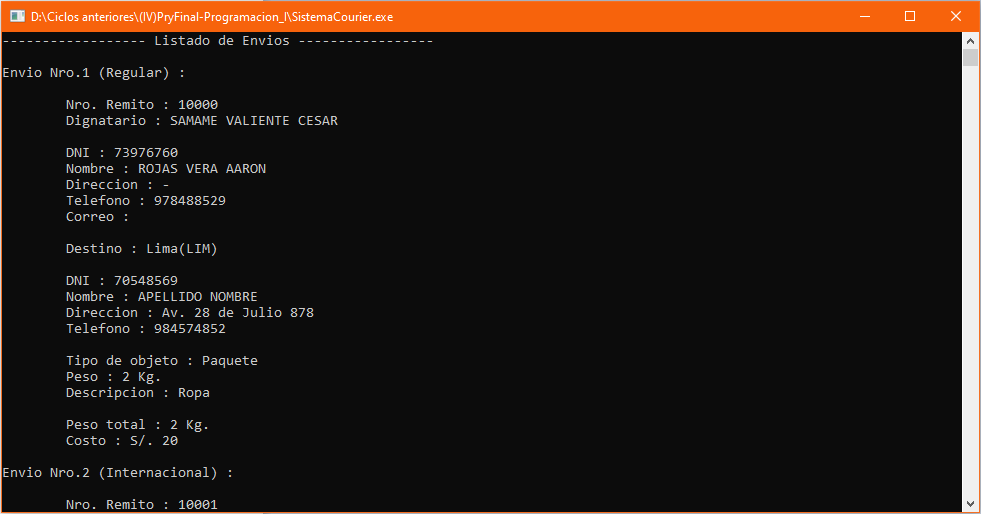 D:\Ciclos anteriores\(IV)PryFinal-Programacion_I\SistemaCourier.exe
------------------ Listado de Envios -----------------
Envio Nro.1 (Regular) :
Nro. Remito : 10000
Dignatario : SAMAME VALIENTE CESAR
DNI : 73976760
Nombre : ROJAS VERA AARON
Direccion : -
Telefono : 978488529
Correo :
Destino : Lima(LIM)
DNI : 70548569
Nombre : APELLIDO NOMBRE
Direccion : Av. 28 de Julio 878
Telefono : 984574852
Tipo de objeto : Paquete
Peso : 2 Kg.
Descripcion : Ropa
Peso total : 2 Kg.
Costo : S/. 20
Envio Nro.2 (Internacional) :
Nro. Remito : 10001